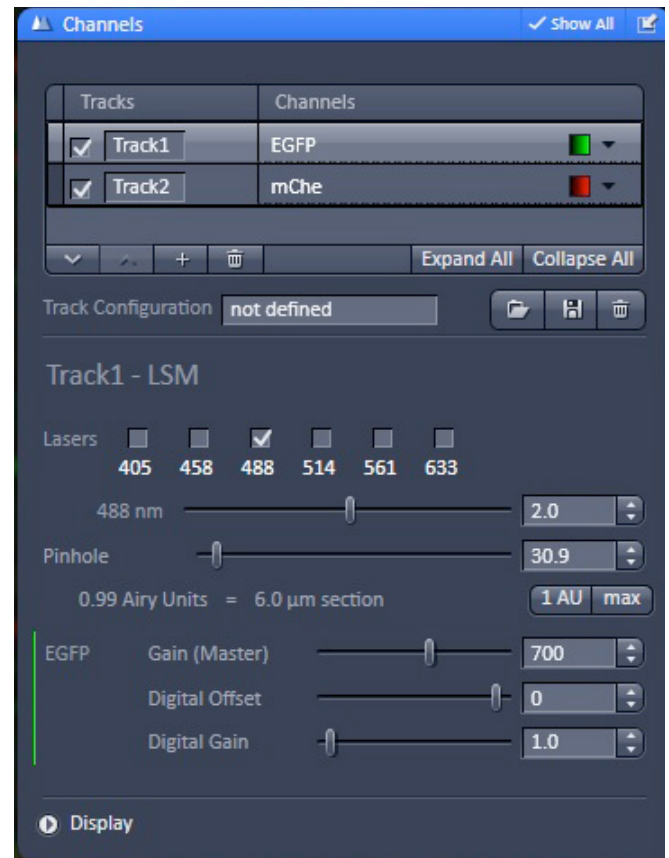 Channels Show All
Tracks Channels
Track1 EGFP
Track2 mChe
Expand All Collapse All
Track Configuration not defined
Track1 - LSM
Lasers
405 458 488 514 561 633
488 nm 2.0
Pinhole 30.9
0.99 Airy Units = 6.0 µm section 1 AU max
EGFP Gain (Master) 700
Digital Offset 0
Digital Gain 1.0
Display